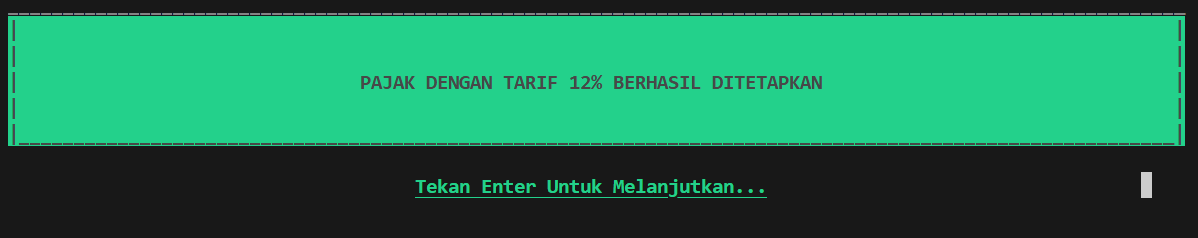 PAJAK DENGAN TARIF 12% BERHASIL DITETAPKAN
Tekan Enter Untuk Melanjutkan...